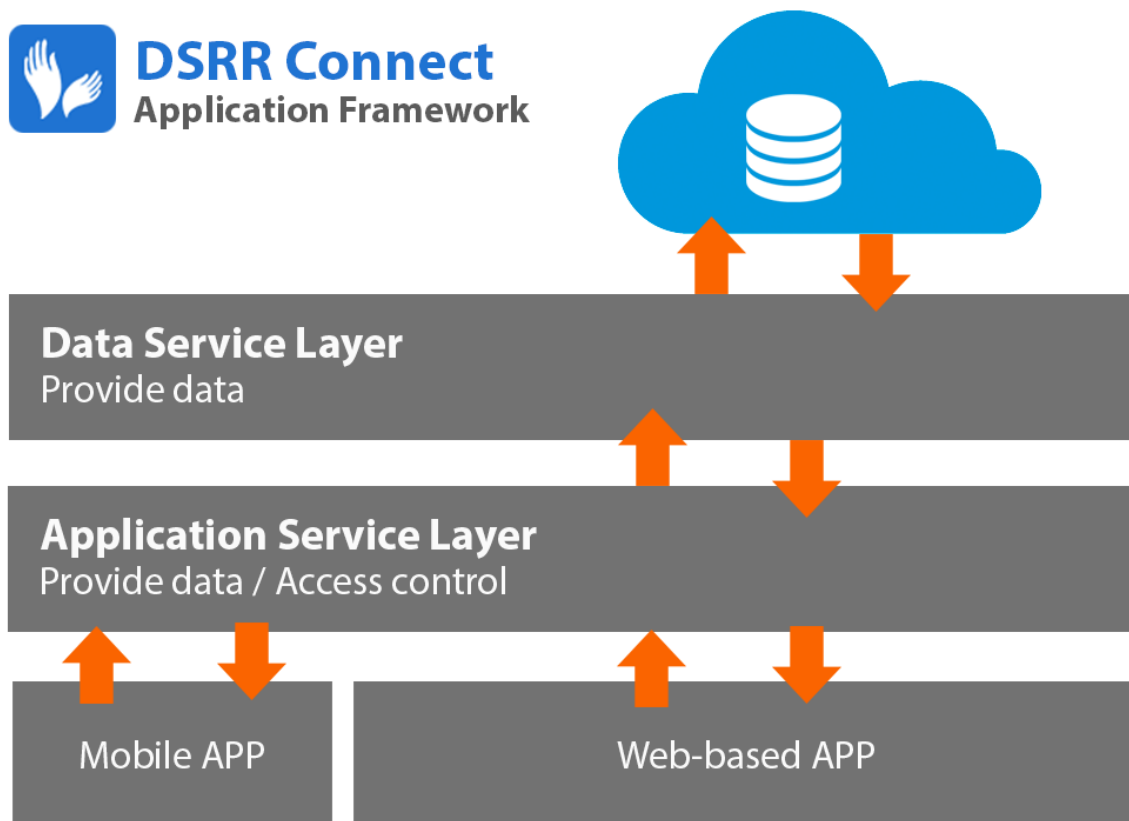 DSRR Connect
Application Framework
Data Service Layer
Provide data
Application Service Layer
Provide data / Access control
Mobile APP
Web-based APP